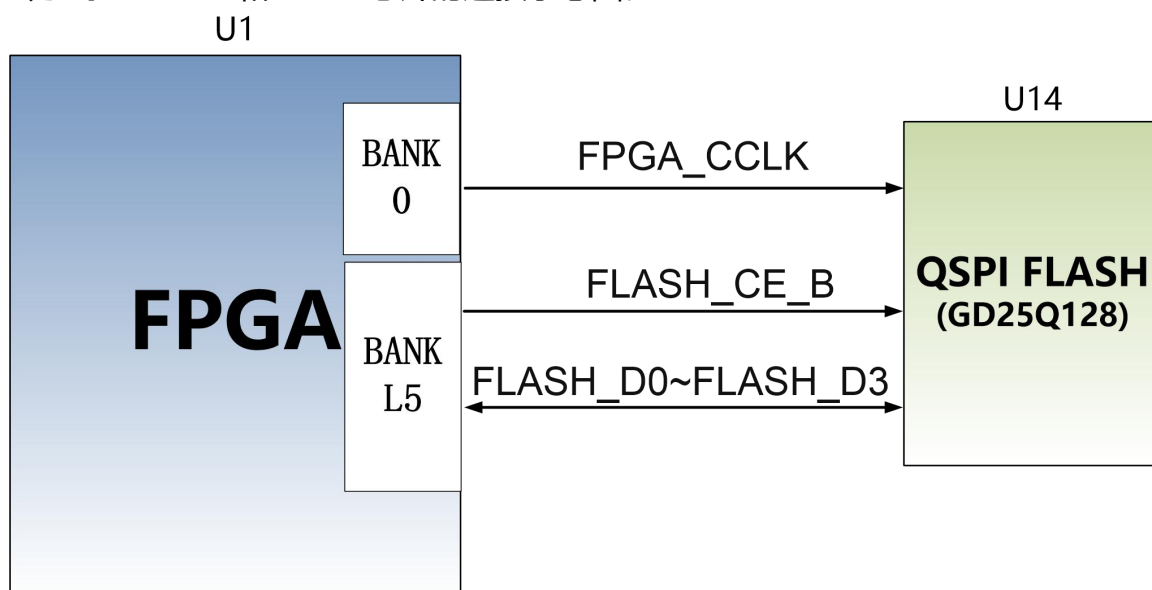 U1
U14
BANK
0
FPGA_CCLK
FPGA
BANK
L5
FLASH_CE_B
FLASH_D0~FLASH_D3
QSPI FLASH
(GD25Q128)